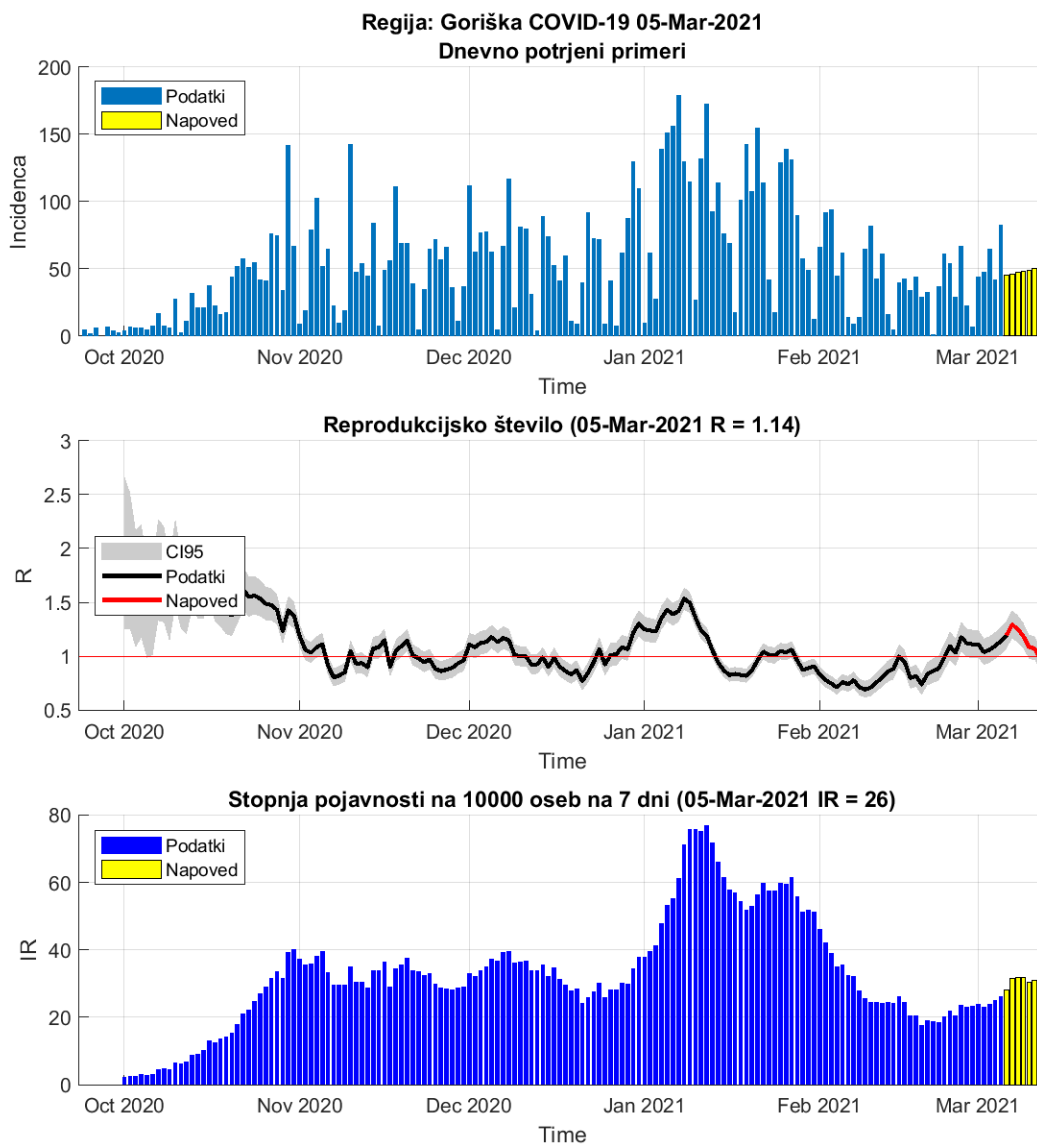 Regija: Goriška COVID-19 05-Mar-2021
Dnevno potrjeni primeri
200
150
100
50
0
Incidenca
Podatki
Napoved
Oct 2020
Nov 2020
Dec 2020
Jan 2021
Feb 2021
Mar 2021
Time
Reprodukcijsko število (05-Mar-2021 R = 1.14)
3
2.5
2
1.5
1
0.5
R
CI95
Podatki
Napoved
Oct 2020
Nov 2020
Dec 2020
Jan 2021
Feb 2021
Mar 2021
Time
Stopnja pojavnosti na 10000 oseb na 7 dni (05-Mar-2021 IR = 26)
80
60
40
20
0
IR
Podatki
Napoved
Oct 2020
Nov 2020
Dec 2020
Jan 2021
Feb 2021
Mar 2021
Time